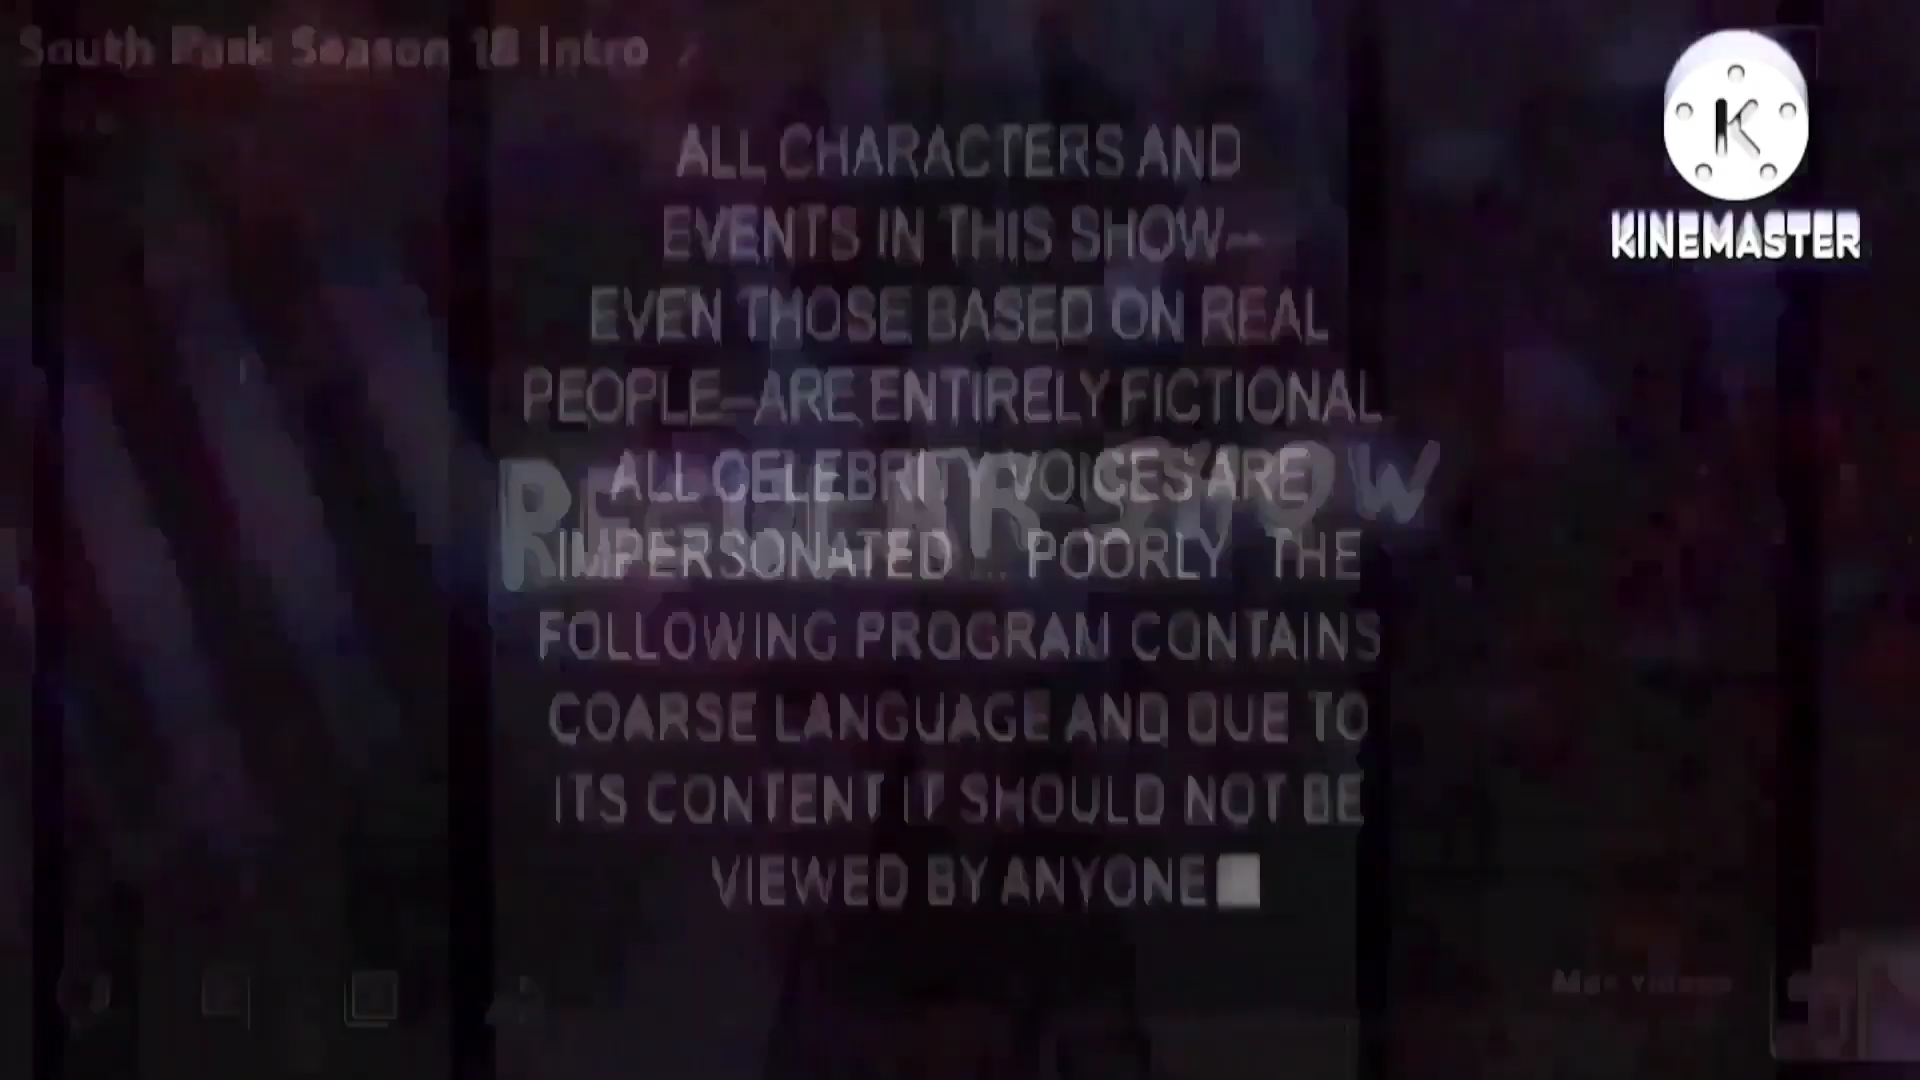 South Park Season 18 Intro
K
KINEMASTER
ALL CHARACTERS AND
EVENTS IN THIS SHOW—
EVEN THOSE BASED ON REAL
PEOPLE—ARE ENTIRELY FICTIONAL
ALL CELEBRITY VOICES ARE
IMPERSONATED ... POORLY THE
FOLLOWING PROGRAM CONTAINS
COARSE LANGUAGE AND DUE TO
ITS CONTENT IT SHOULD NOT BE
VIEWED BY ANYONE
REGULAR SHOW